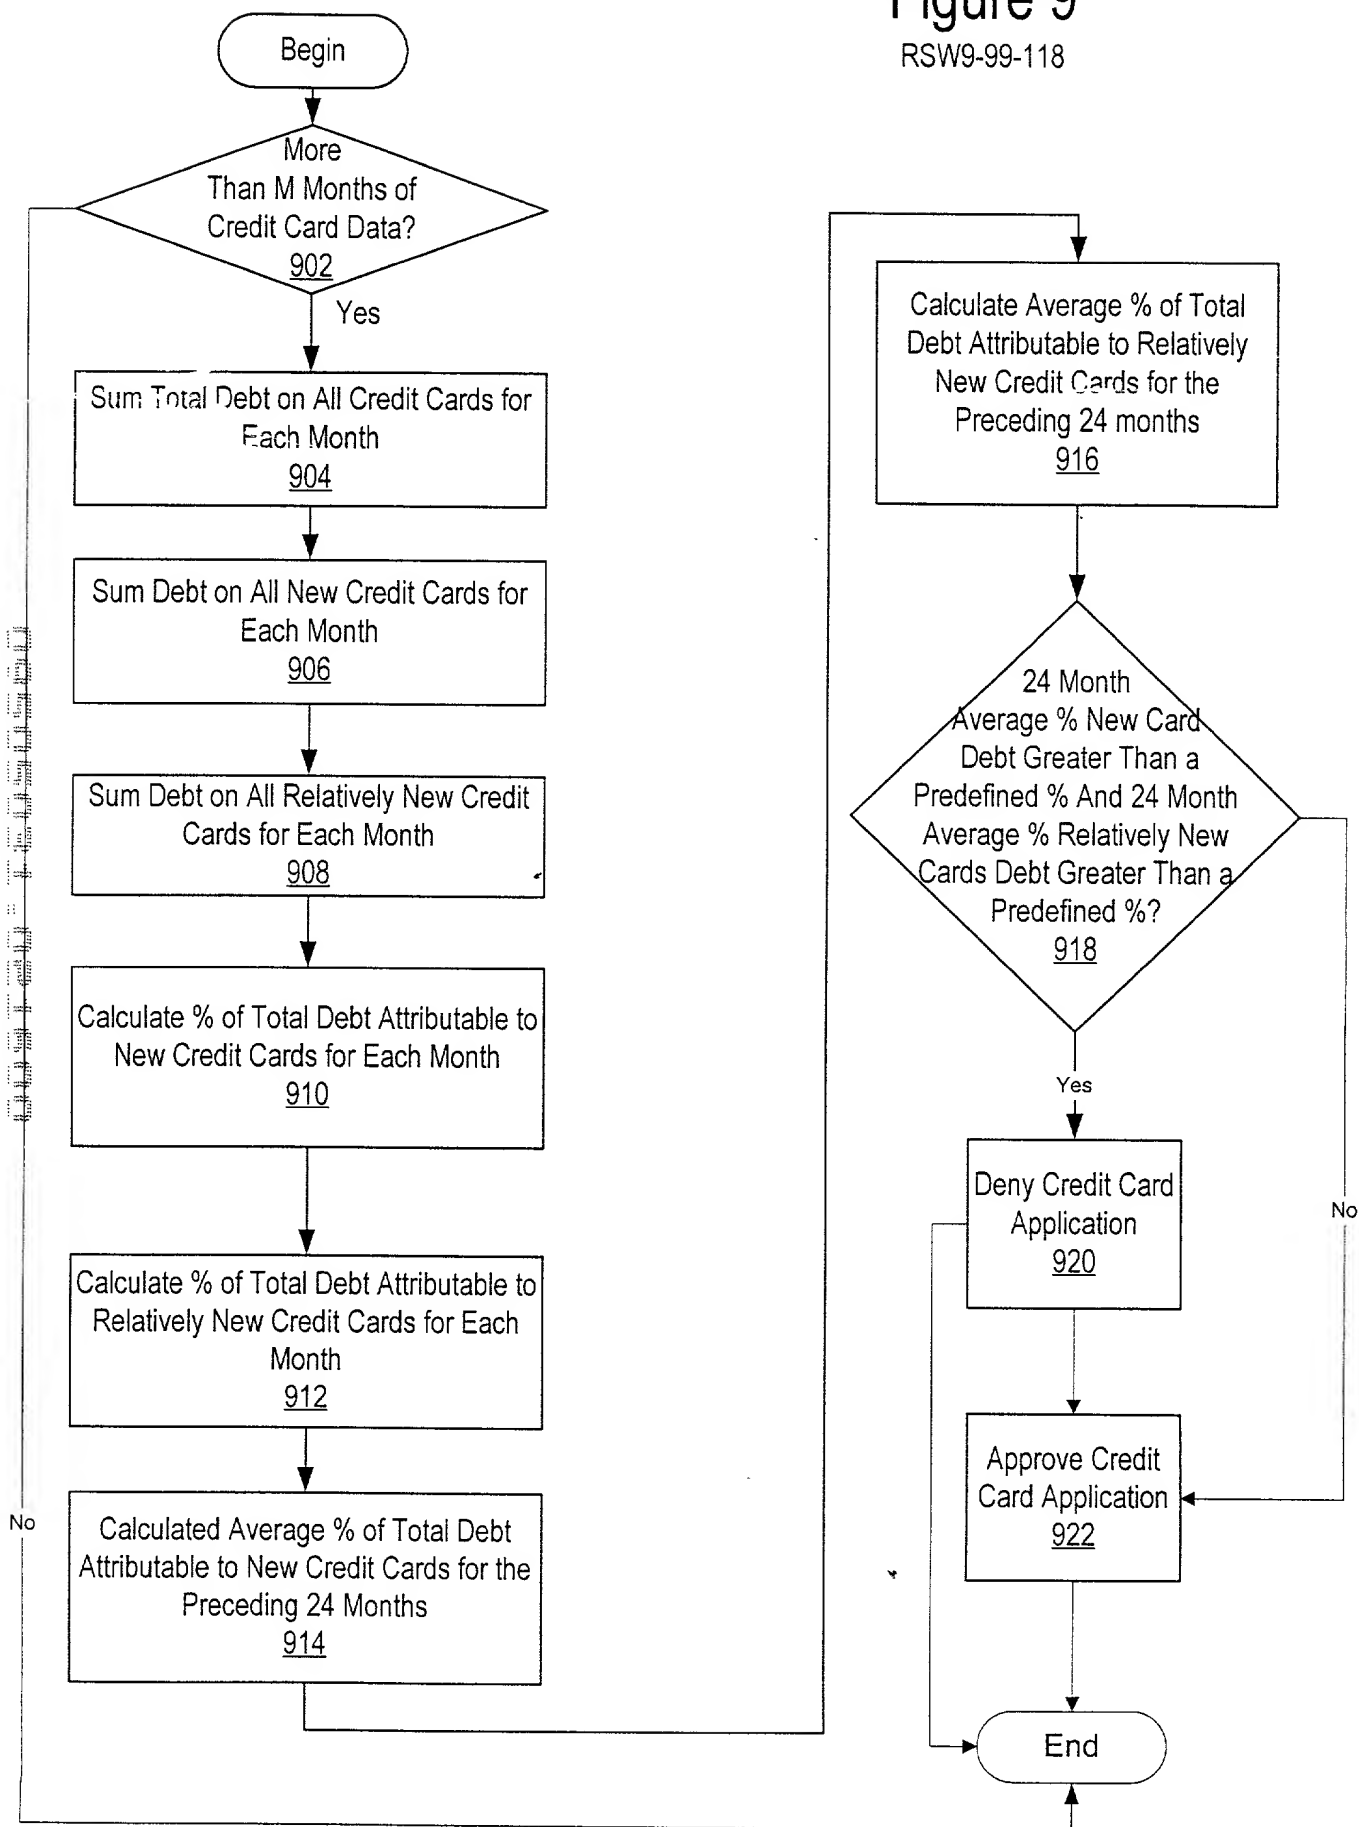 Figure 9
RSW9-99-118
Begin
More
Than M Months of
Credit Card Data?
902
Yes
Sum Total Debt on All Credit Cards for
Each Month
904
Sum Debt on All New Credit Cards for
Each Month
906
Sum Debt on All Relatively New Credit
Cards for Each Month
908
Calculate % of Total Debt Attributable to
New Credit Cards for Each Month
910
Calculate % of Total Debt Attributable to
Relatively New Credit Cards for Each
Month
912
No
Calculated Average % of Total Debt
Attributable to New Credit Cards for the
Preceding 24 Months
914
Calculate Average % of Total
Debt Attributable to Relatively
New Credit Cards for the
Preceding 24 months
916
24 Month
Average % New Card
Debt Greater Than a
Predefined % And 24 Month
Average % Relatively New
Cards Debt Greater Than a
Predefined %?
918
Yes
No
Deny Credit Card
Application
920
Approve Credit
Card Application
922
End